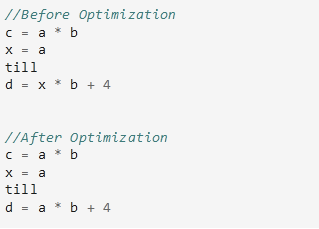 //Before Optimization
c = a * b
x = a
till
d = x * b + 4
//After Optimization
c = a * b
x = a
till
d = a * b + 4